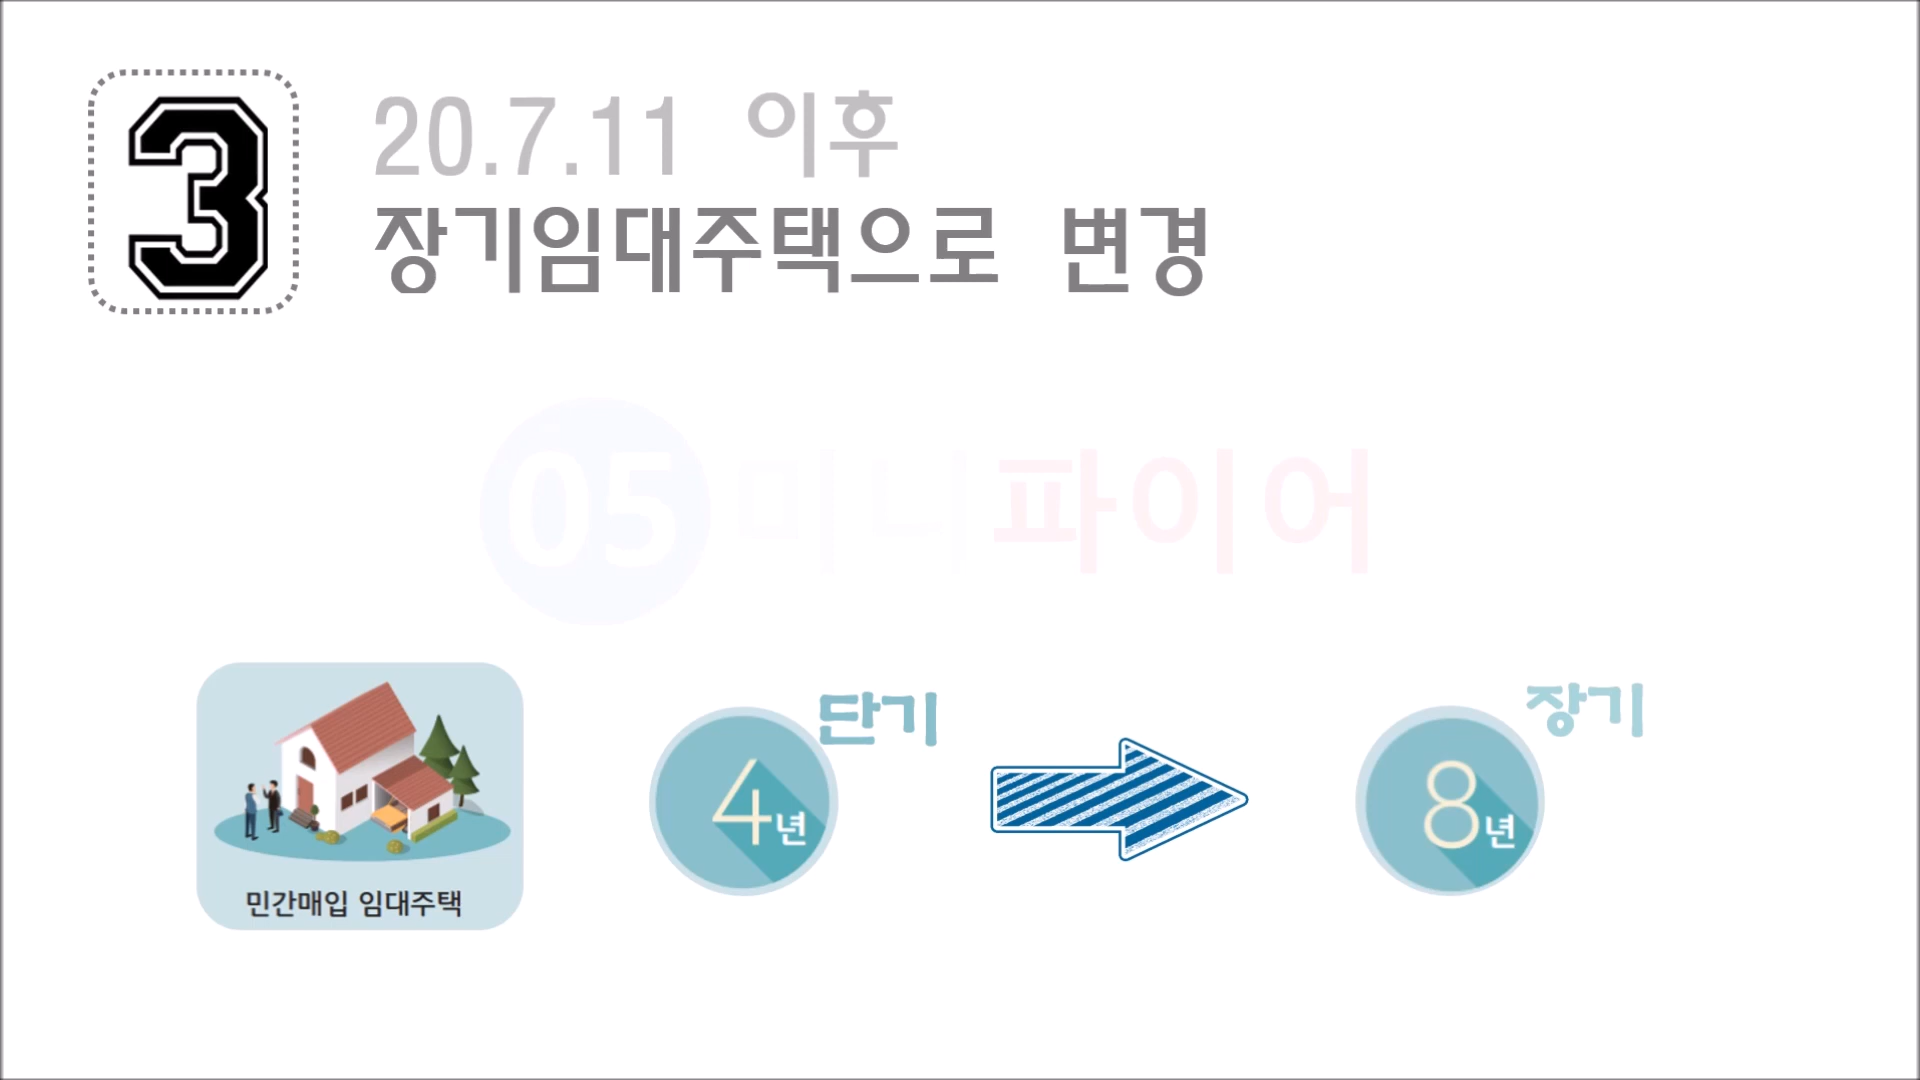 3
20.7.11 이후
장기임대주택으로 변경
05 미니파이어
단기
장기
4년
8년
민간매입 임대주택